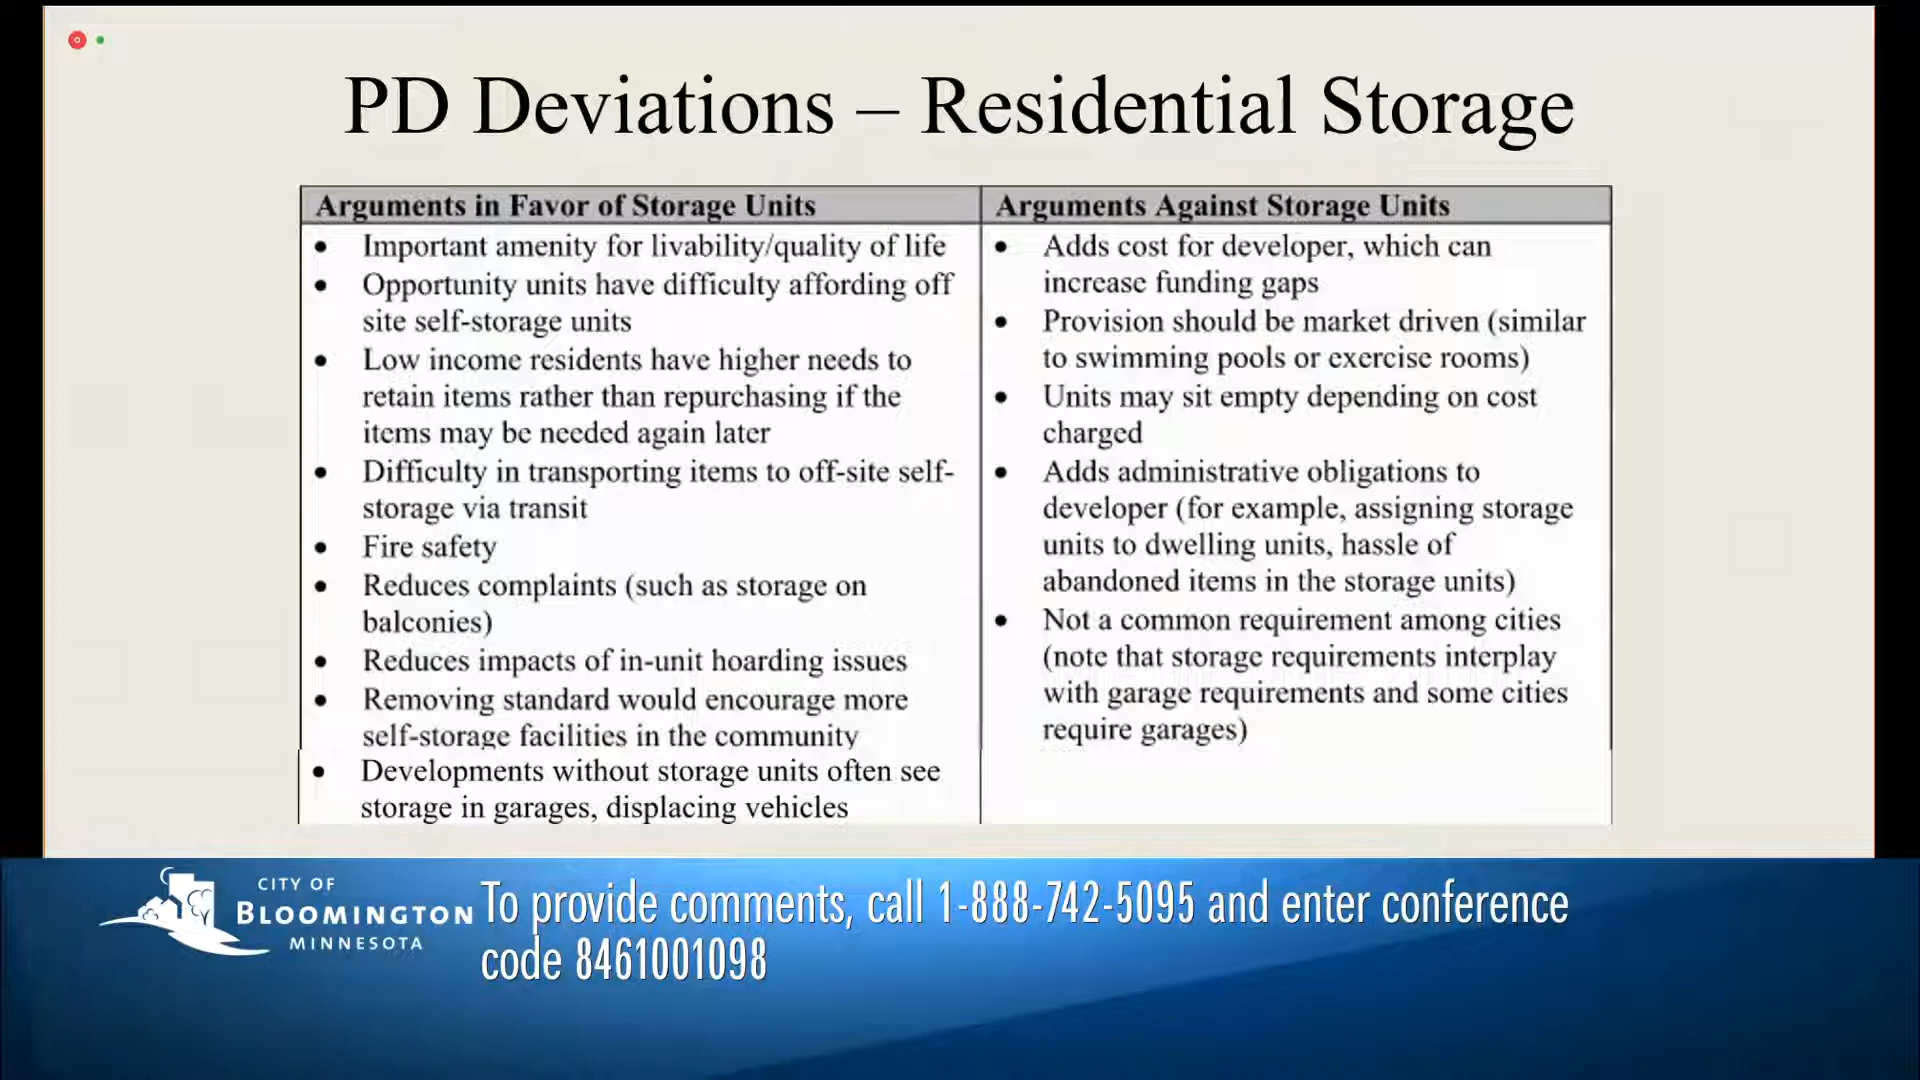 PD Deviations – Residential Storage
Arguments in Favor of Storage Units
• Important amenity for livability/quality of life
• Opportunity units have difficulty affording off
site self-storage units
• Low income residents have higher needs to
retain items rather than repurchasing if the
items may be needed again later
• Difficulty in transporting items to off-site self-
storage via transit
• Fire safety
• Reduces complaints (such as storage on
balconies)
• Reduces impacts of in-unit hoarding issues
• Removing standard would encourage more
self-storage facilities in the community
• Developments without storage units often see
storage in garages, displacing vehicles
Arguments Against Storage Units
• Adds cost for developer, which can
increase funding gaps
• Provision should be market driven (similar
to swimming pools or exercise rooms)
• Units may sit empty depending on cost
charged
• Adds administrative obligations to
developer (for example, assigning storage
units to dwelling units, hassle of
abandoned items in the storage units)
• Not a common requirement among cities
(note that storage requirements interplay
with garage requirements and some cities
require garages)
CITY OF
BLOOMINGTON
MINNESOTA
To provide comments, call 1-888-742-5095 and enter conference
code 8461001098